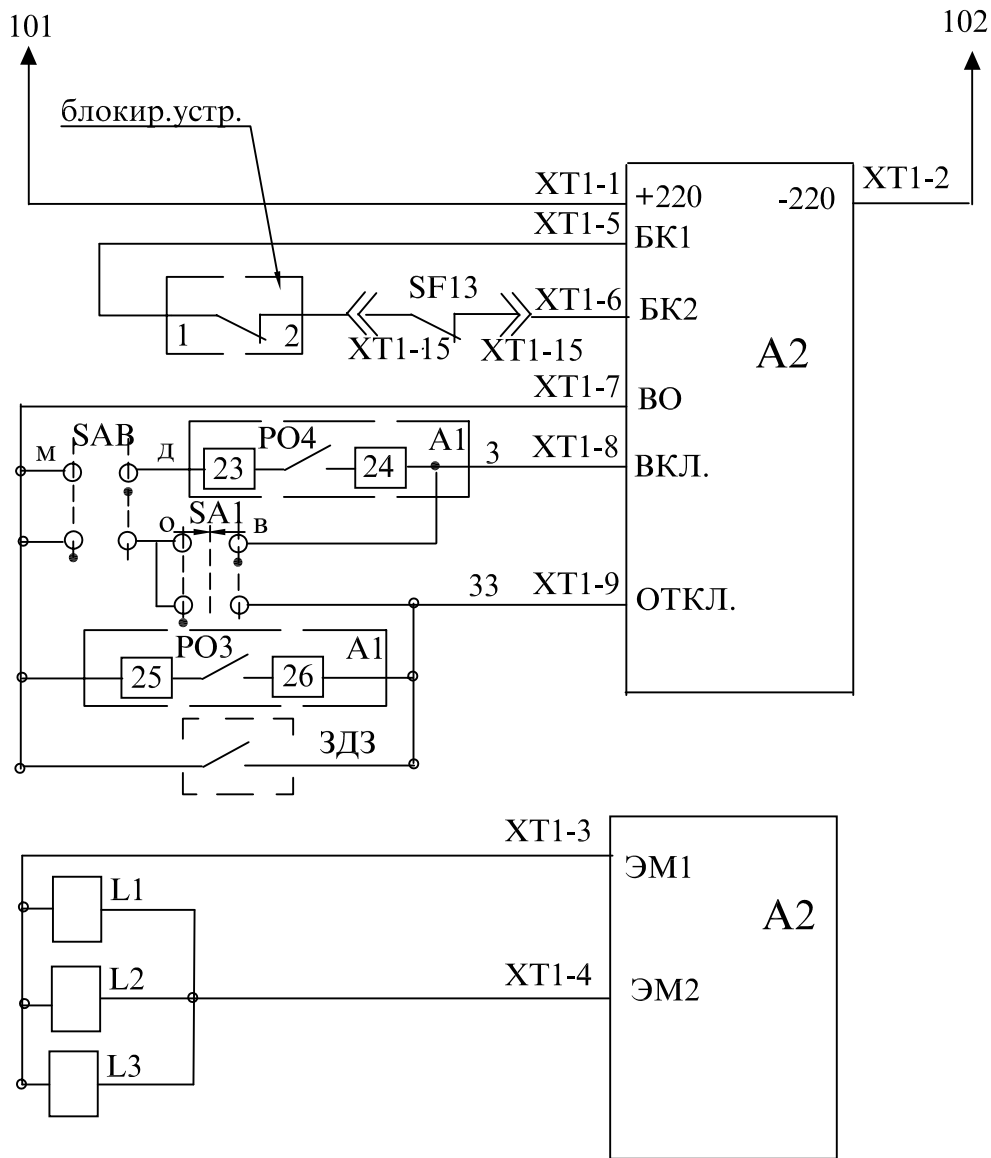 101
102
блокир.устр.
XT1-1
XT1-2
+220
-220
XT1-5
БК1
SF13
XT1-6
БК2
1
2
XT1-15
XT1-15
A2
XT1-7
ВО
SAB
м
д
PO4
A1
23
24
3
XT1-8
ВКЛ.
SA1
о
в
33
XT1-9
ОТКЛ.
PO3
A1
25
26
ЗДЗ
XT1-3
ЭМ1
L1
A2
L2
XT1-4
ЭМ2
L3